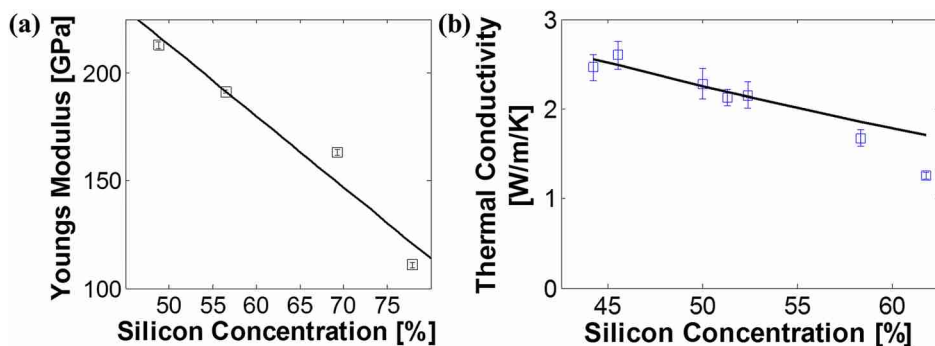 (a)
Youngs Modulus [GPa]
200
150
100
50
55
60
65
70
75
Silicon Concentration [%]
(b)
Thermal Conductivity
[W/m/K]
3
2
1
0
45
50
55
60
Silicon Concentration [%]